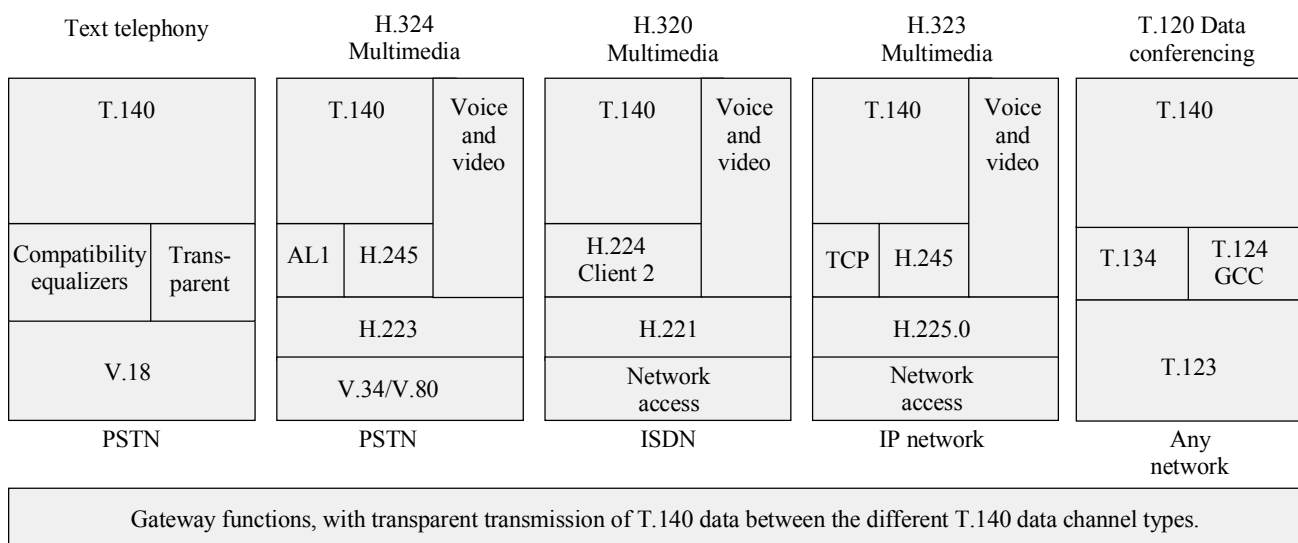 Text telephony
H.324
Multimedia
H.320
Multimedia
H.323
Multimedia
T.120 Data
conferencing
T.140
Compatibility
equalizers
Trans-
parent
V.18
PSTN
T.140
Voice
and
video
AL1
H.245
H.223
V.34/V.80
PSTN
T.140
Voice
and
video
H.224
Client 2
H.221
Network
access
ISDN
T.140
Voice
and
video
TCP
H.245
H.225.0
Network
access
IP network
T.140
T.134
T.124
GCC
T.123
Any
network
Gateway functions, with transparent transmission of T.140 data between the different T.140 data channel types.